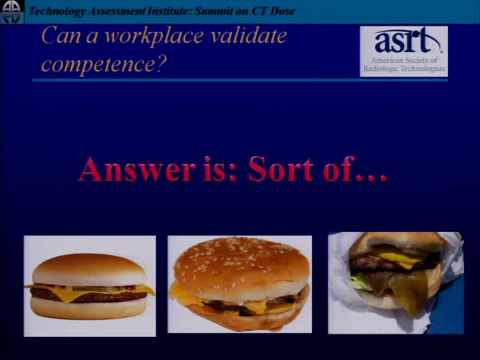 Technology Assessment Institute: Summit on CT Dose
Can a workplace validate
competence?
asrt
American Society of
Radiologic Technologists
Answer is: Sort of…